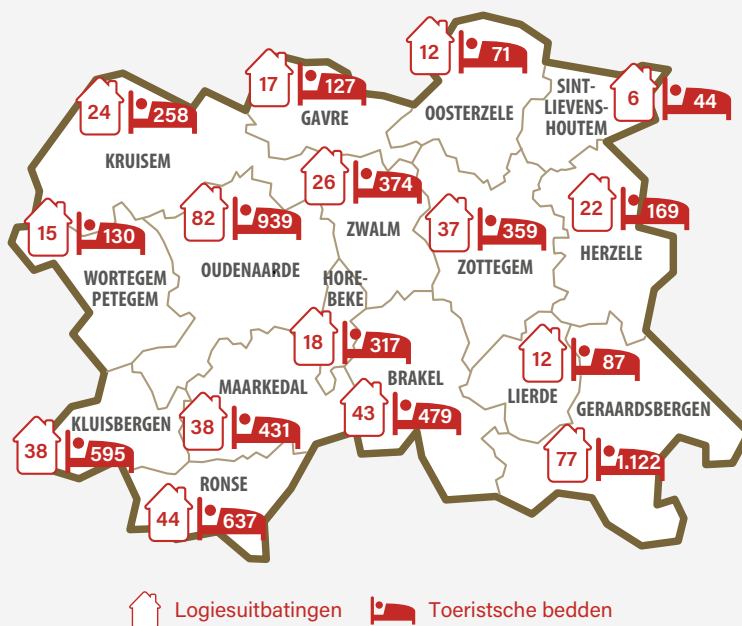 12 71
17 127
GAVRE
OOSTERZELE
SINT-
LIEVENS-
HOUTEM
6 44
24 258
KRUISEM
26 374
ZWALM
22 169
HERZELE
15 130
WORTEGEM
PETEGEM
82 939
OUDENAARDE
37 359
ZOTTEGEM
HORE-
BEKE
18 317
12 87
LIERDE
MAARKEDAL
38 431
BRAKEL
43 479
GERAARDSBERGEN
77 1.122
KLUISBERGEN
38 595
RONSE
44 637
Logiesuitbatingen Toeristsche bedden